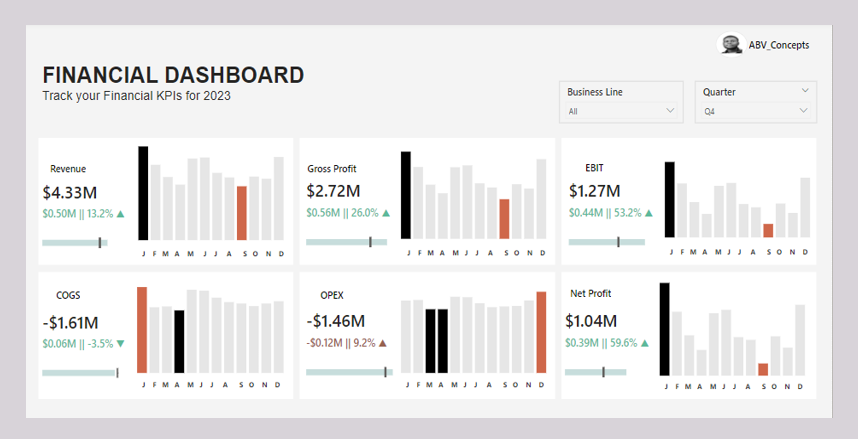 ABV_Concepts
FINANCIAL DASHBOARD
Track your Financial KPIs for 2023
Business Line
All
Quarter
Q4
Revenue
$4.33M
$0.50M || 13.2% ▲
J F M A M J J A S O N D
Gross Profit
$2.72M
$0.56M || 26.0% ▲
J F M A M J J A S O N D
EBIT
$1.27M
$0.44M || 53.2% ▲
J F M A M J J A S O N D
COGS
-$1.61M
$0.06M || -3.5% ▼
J F M A M J J A S O N D
OPEX
-$1.46M
-$0.12M || 9.2% ▲
J F M A M J J A S O N D
Net Profit
$1.04M
$0.39M || 59.6% ▲
J F M A M J J A S O N D